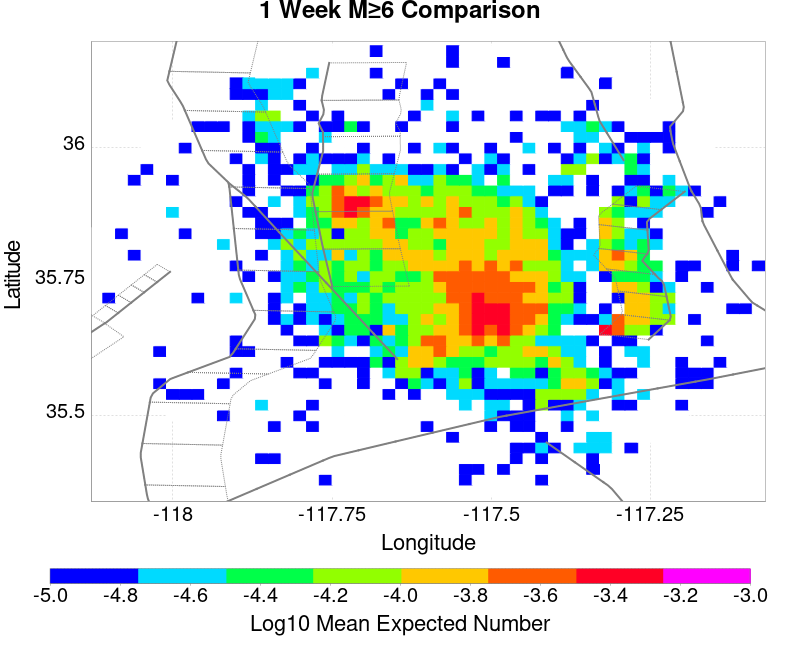 1 Week M≥6 Comparison
36
35.75
35.5
Latitude
-118 -117.75 -117.5 -117.25
Longitude
-5.0 -4.8 -4.6 -4.4 -4.2 -4.0 -3.8 -3.6 -3.4 -3.2 -3.0
Log10 Mean Expected Number